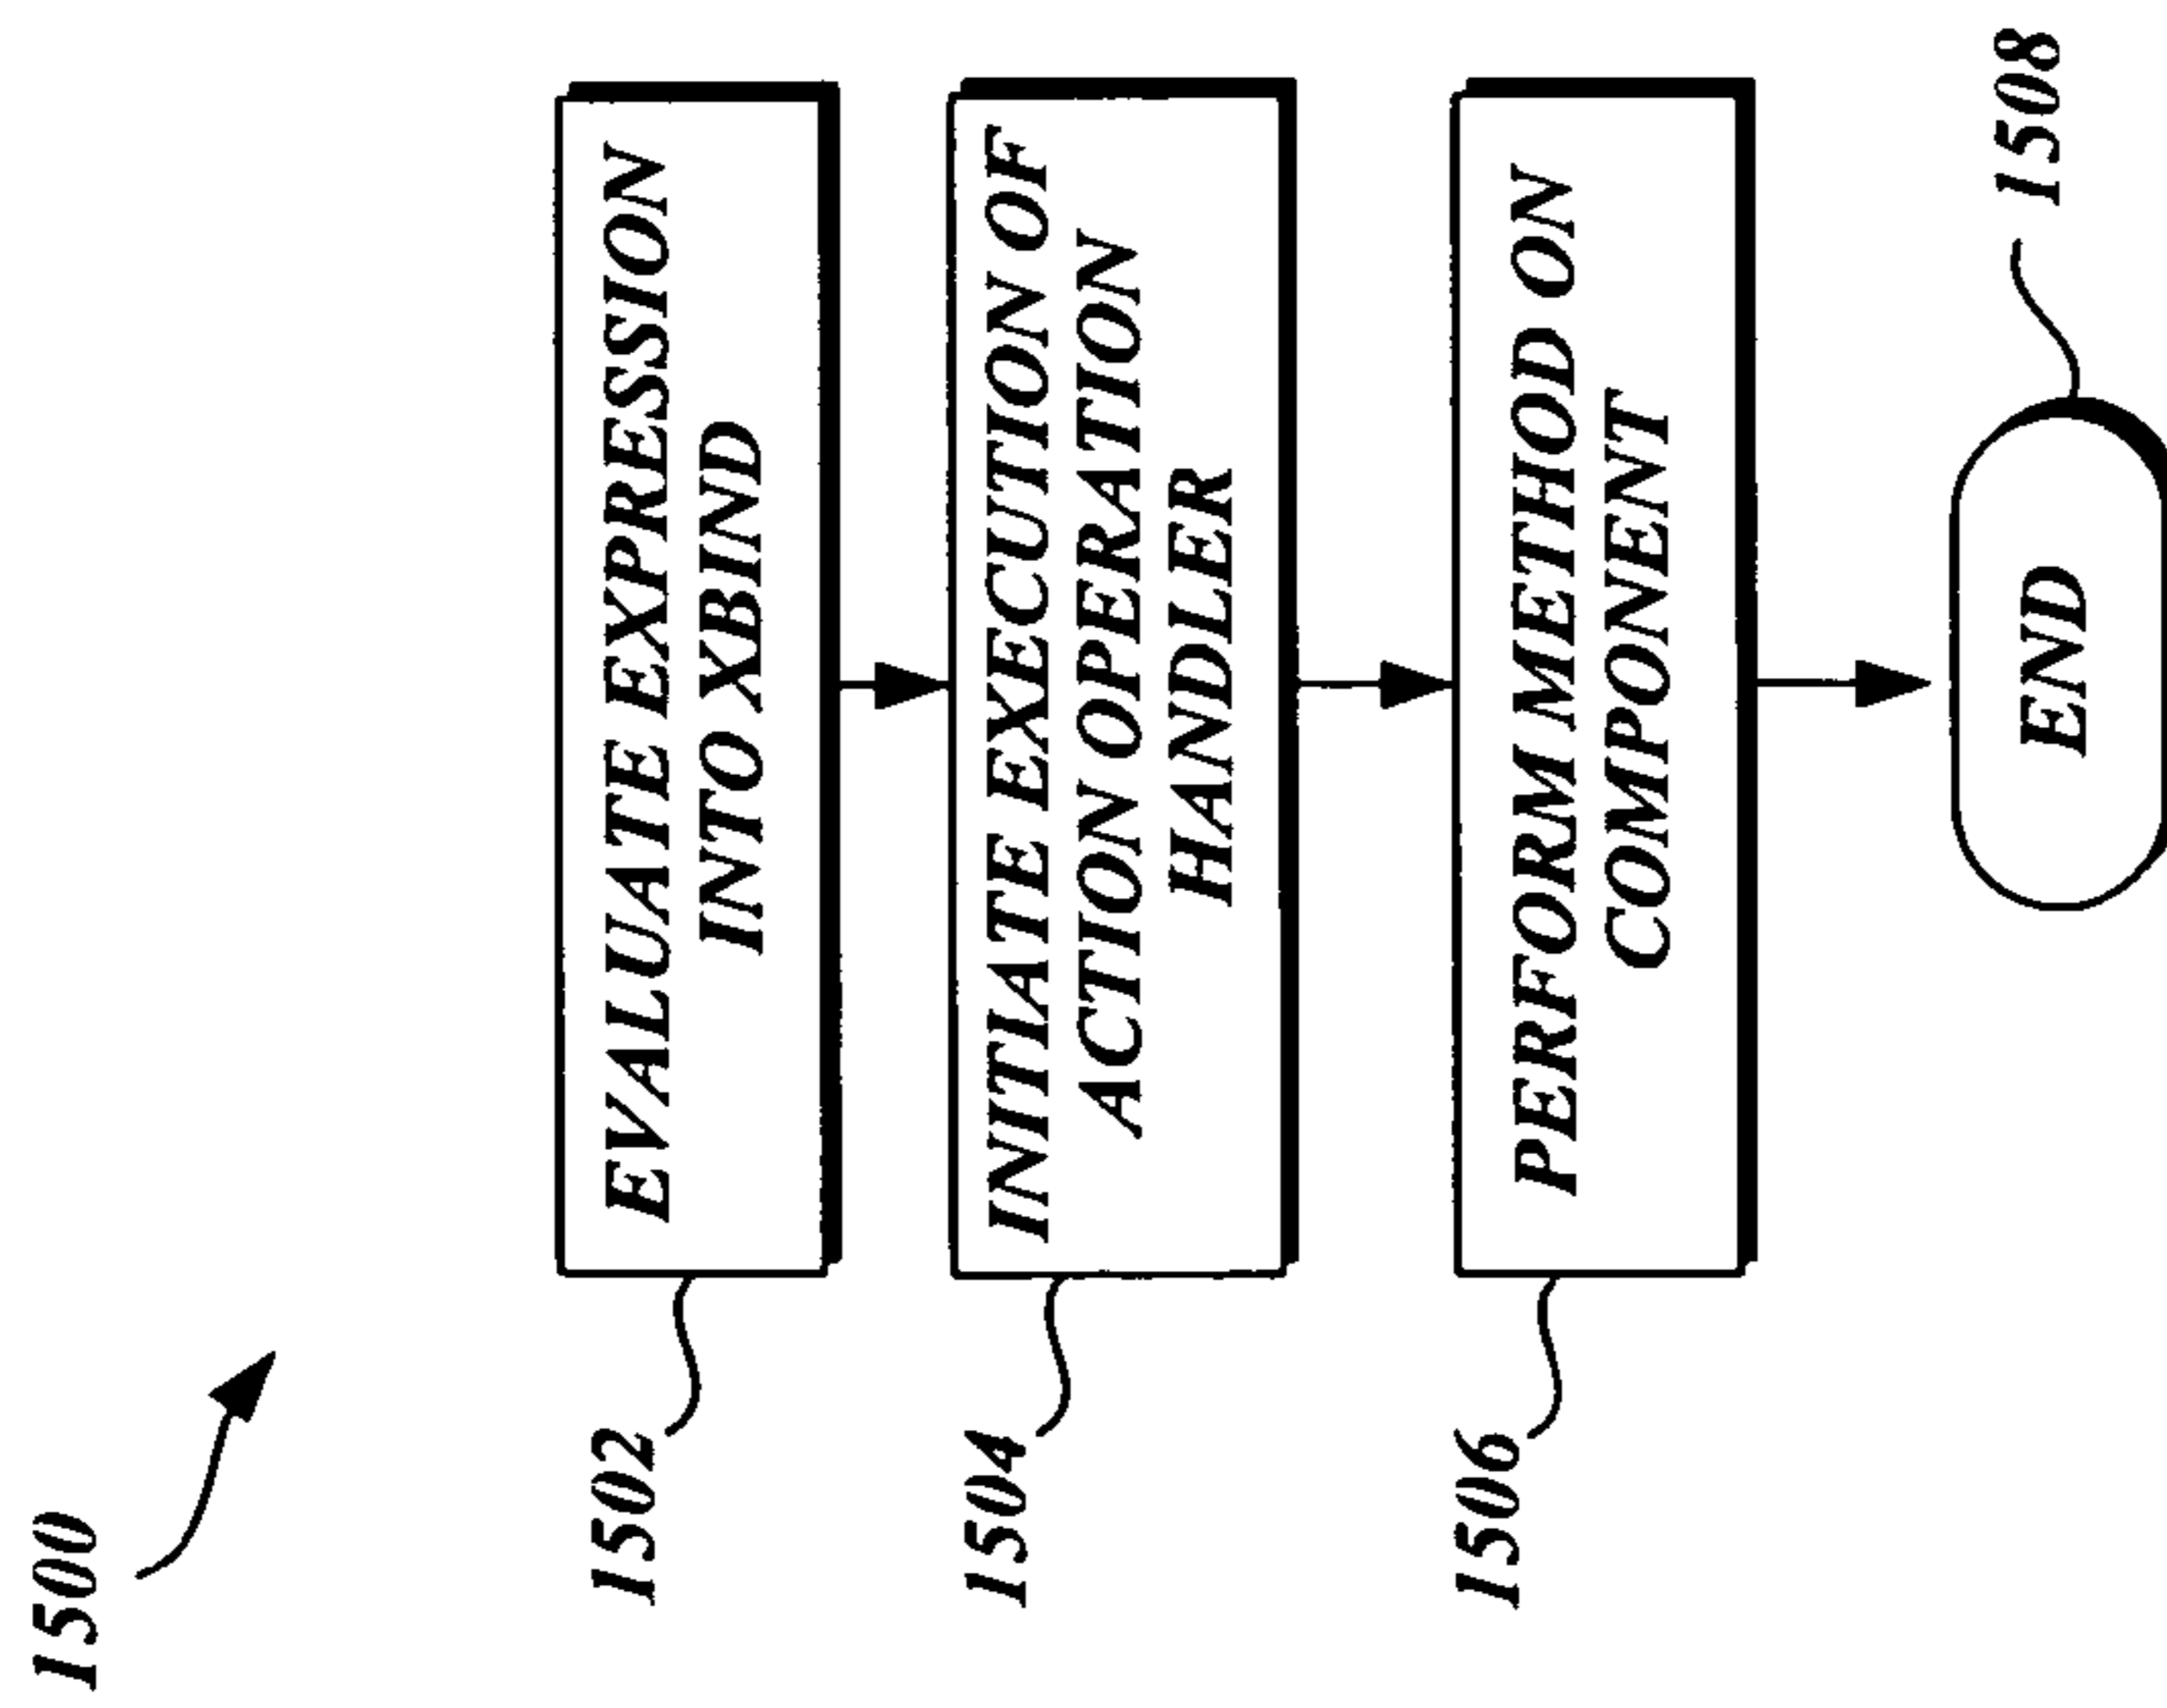 1500
1502
EVALUATE EXPRESSION
INTO XBIND
1504
INITIATE EXECUTION OF
ACTION OPERATION
HANDLER
1506
PERFORM METHOD ON
COMPONENT
1508
END